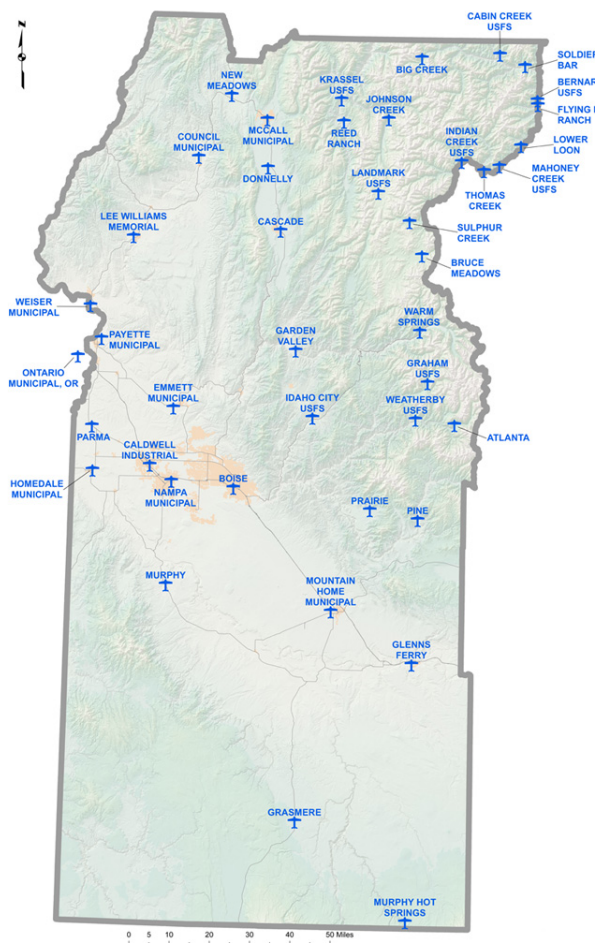 N
CABIN CREEK
USFS
SOLDIER
BAR
BIG CREEK
BERNAR
USFS
FLYING
RANCH
NEW
MEADOWS
KRASSEL
USFS
JOHNSON
CREEK
MCCALL
MUNICIPAL
REED
RANCH
INDIAN
CREEK
USFS
LOWER
LOON
COUNCIL
MUNICIPAL
DONNELLY
LANDMARK
USFS
MAHONEY
CREEK
USFS
THOMAS
CREEK
LEE WILLIAMS
MEMORIAL
CASCADE
SULPHUR
CREEK
BRUCE
MEADOWS
WEISER
MUNICIPAL
PAYETTE
MUNICIPAL
WARM
SPRINGS
GARDEN
VALLEY
ONTARIO
MUNICIPAL, OR
GRAHAM
USFS
EMMETT
MUNICIPAL
IDAHO CITY
USFS
WEATHERBY
USFS
PARMA
ATLANTA
CALDWELL
INDUSTRIAL
HOMEDALE
MUNICIPAL
NAMPA
MUNICIPAL
BOISE
PRAIRIE
PINE
MURPHY
MOUNTAIN
HOME
MUNICIPAL
GLENNS
FERRY
GRASMERE
MURPHY HOT
SPRINGS
0 5 10 20 30 40 50 Miles